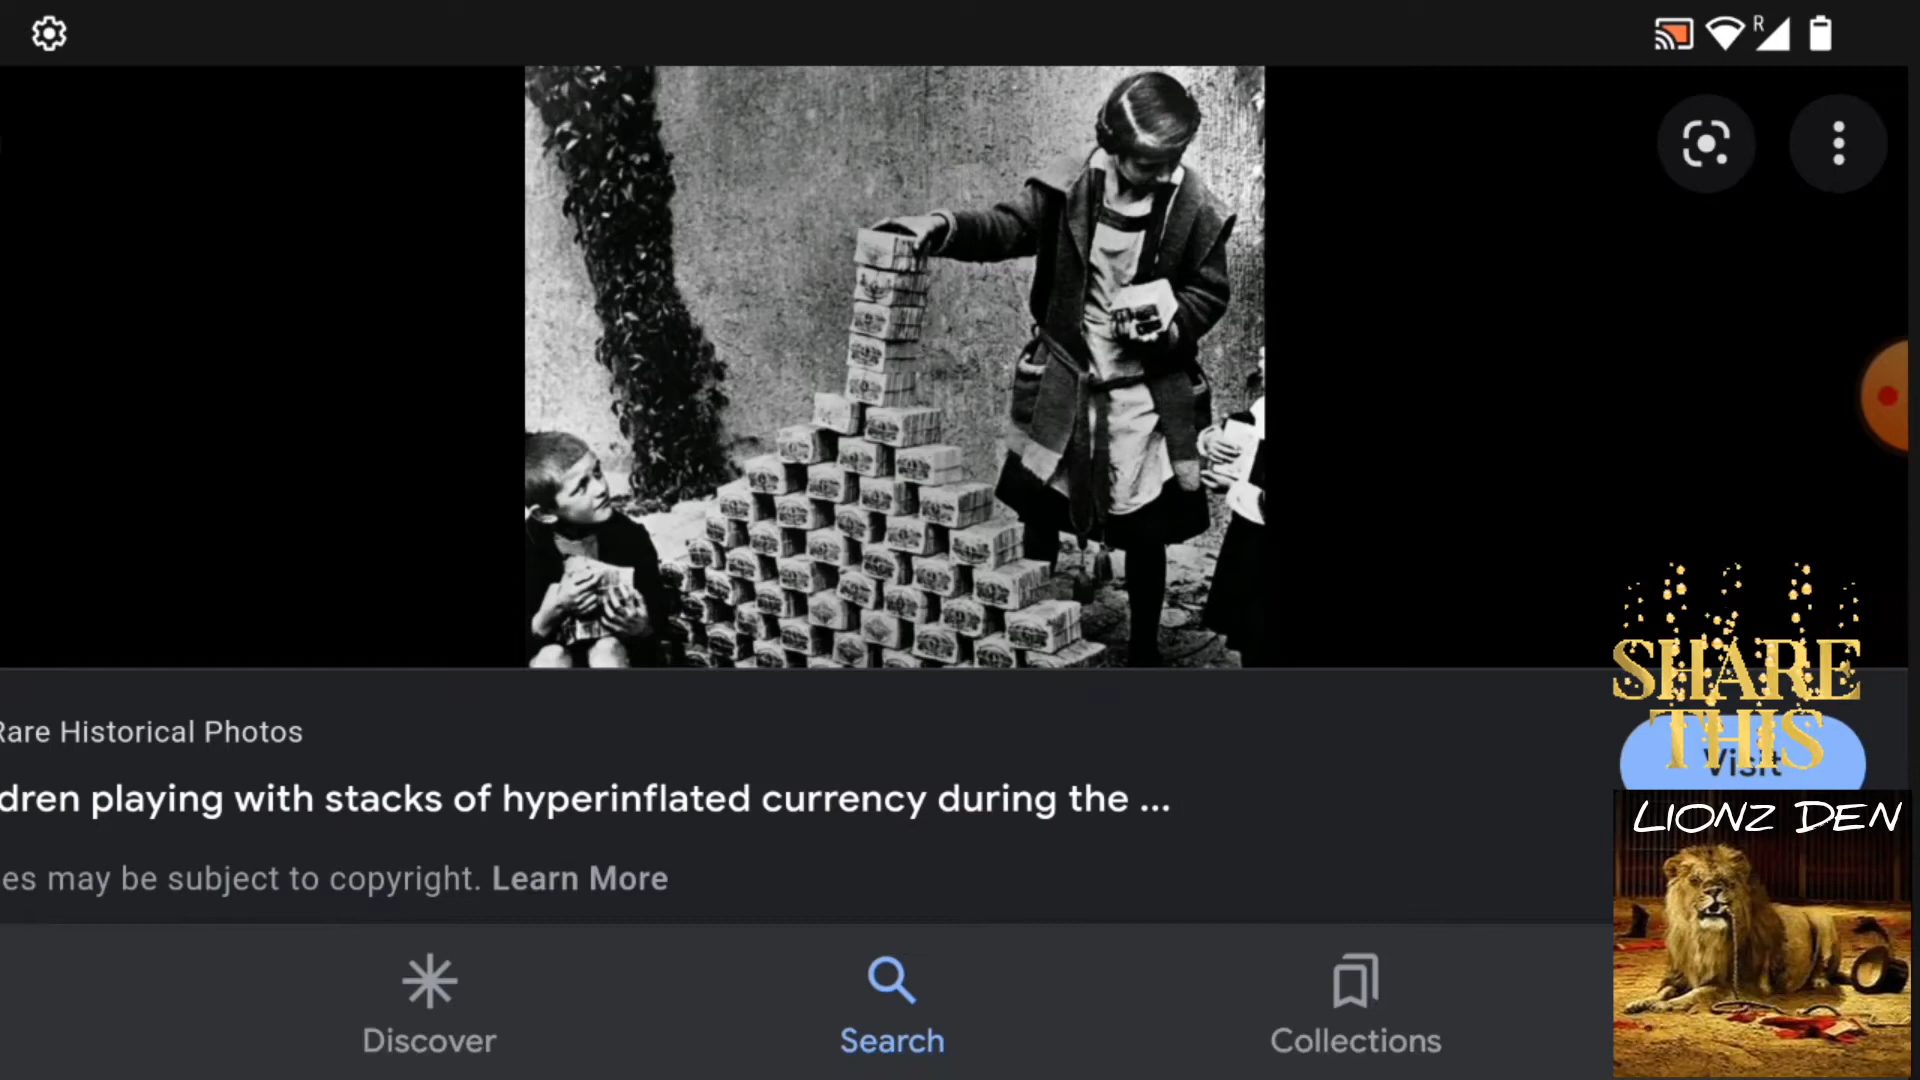 R
SHARE
THIS
Rare Historical Photos
Visit
dren playing with stacks of hyperinflated currency during the ...
LIONZ DEN
es may be subject to copyright. Learn More
Discover
Search
Collections